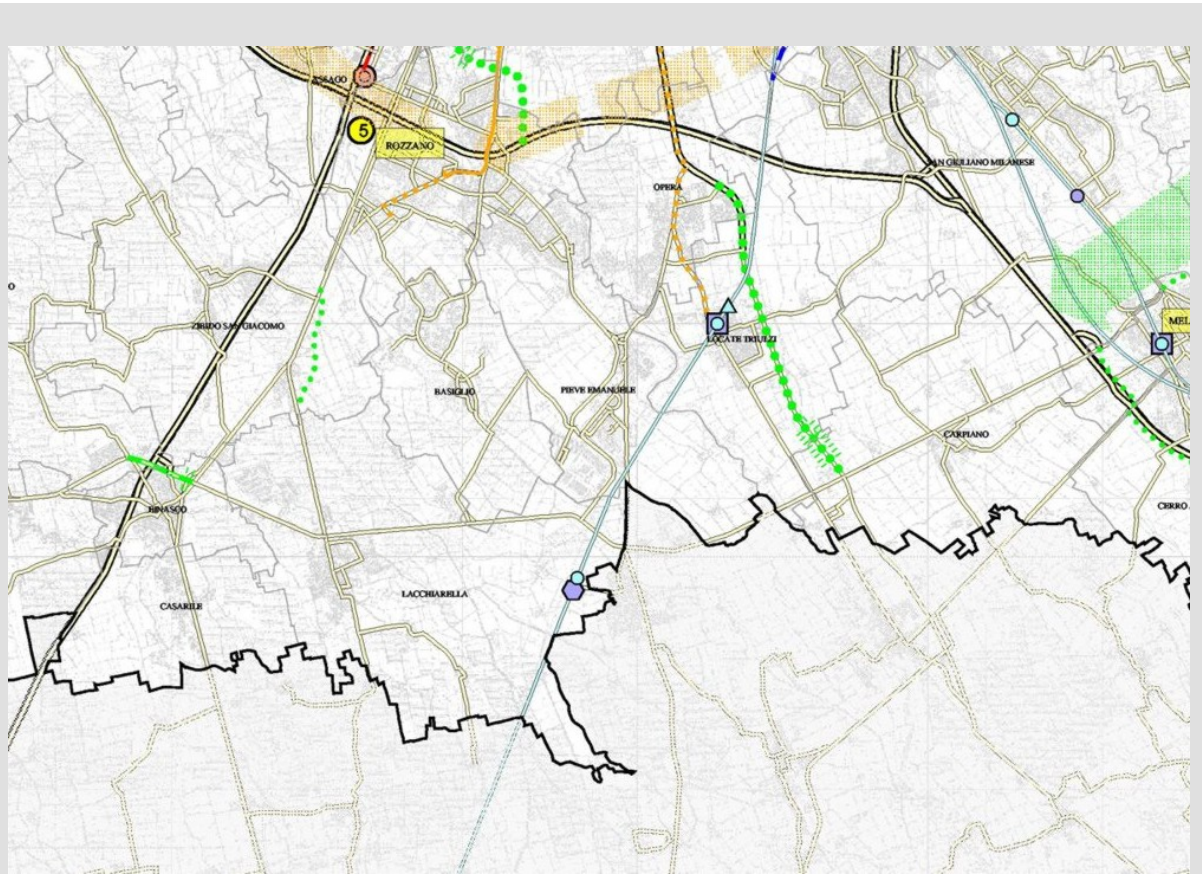 ASSAGO
5
ROZZANO
SAN GIULIANO MILANESE
OPERA
O
ZIBIDO SAN GIACOMO
MEL
LOCATE TRIULZI
BASIGLIO
PIEVE EMANUELE
CARPIANO
BINASCO
CERRO
LACCHIARELLA
CASARILE